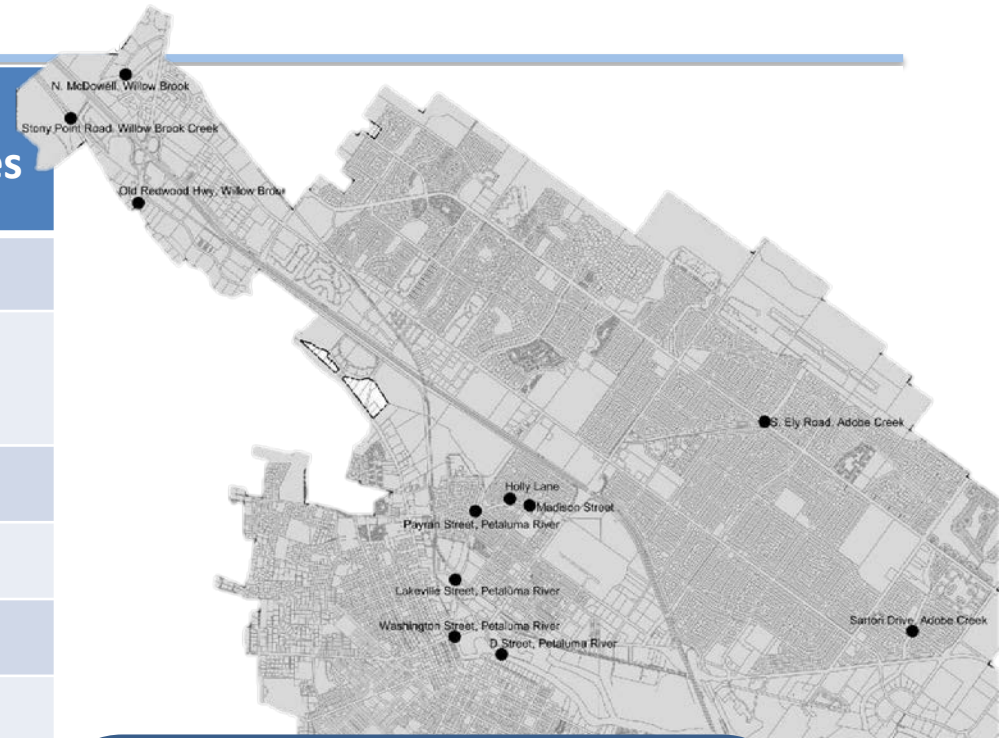 es
N. McDowell, Willow Brook
Stony Point Road, Willow Brook Creek
Old Redwood Hwy, Willow Brook
S. Ely Road, Adobe Creek
Holly Lane
Madison Street
Payran Street, Petaluma River
Lakeville Street, Petaluma River
Sartori Drive, Adobe Creek
Washington Street, Petaluma River
D Street, Petaluma River